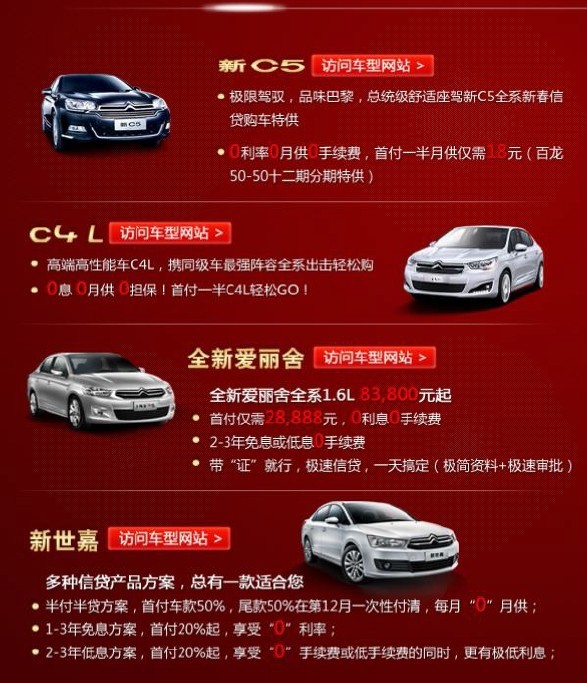 新C5 访问车型网站 >
新C5
• 极限驾驭，品味巴黎，总统级舒适座驾新C5全系新春信
贷购车特供
• 0利率0月供0手续费，首付一半月供仅需18元（百龙
50-50十二期分期特供）
C4 L 访问车型网站 >
• 高端高性能车C4L，携同级车最强阵容全系出击轻松购
• 0息 0月供 0担保！首付一半C4L轻松GO！
全新爱丽舍 访问车型网站 >
全新爱丽舍全系1.6L 83,800元起
• 首付仅需28,888元，0利息0手续费
• 2-3年免息或低息0手续费
• 带“证”就行，极速信贷，一天搞定（极简资料+极速审批）
新世嘉 访问车型网站 >
新世嘉
多种信贷产品方案，总有一款适合您
• 半付半贷方案，首付车款50%，尾款50%在第12月一次性付清，每月“0”月供；
• 1-3年免息方案，首付20%起，享受“0”利率；
• 2-3年低息方案，首付20%起，享受“0”手续费或低手续费的同时，更有极低利息；